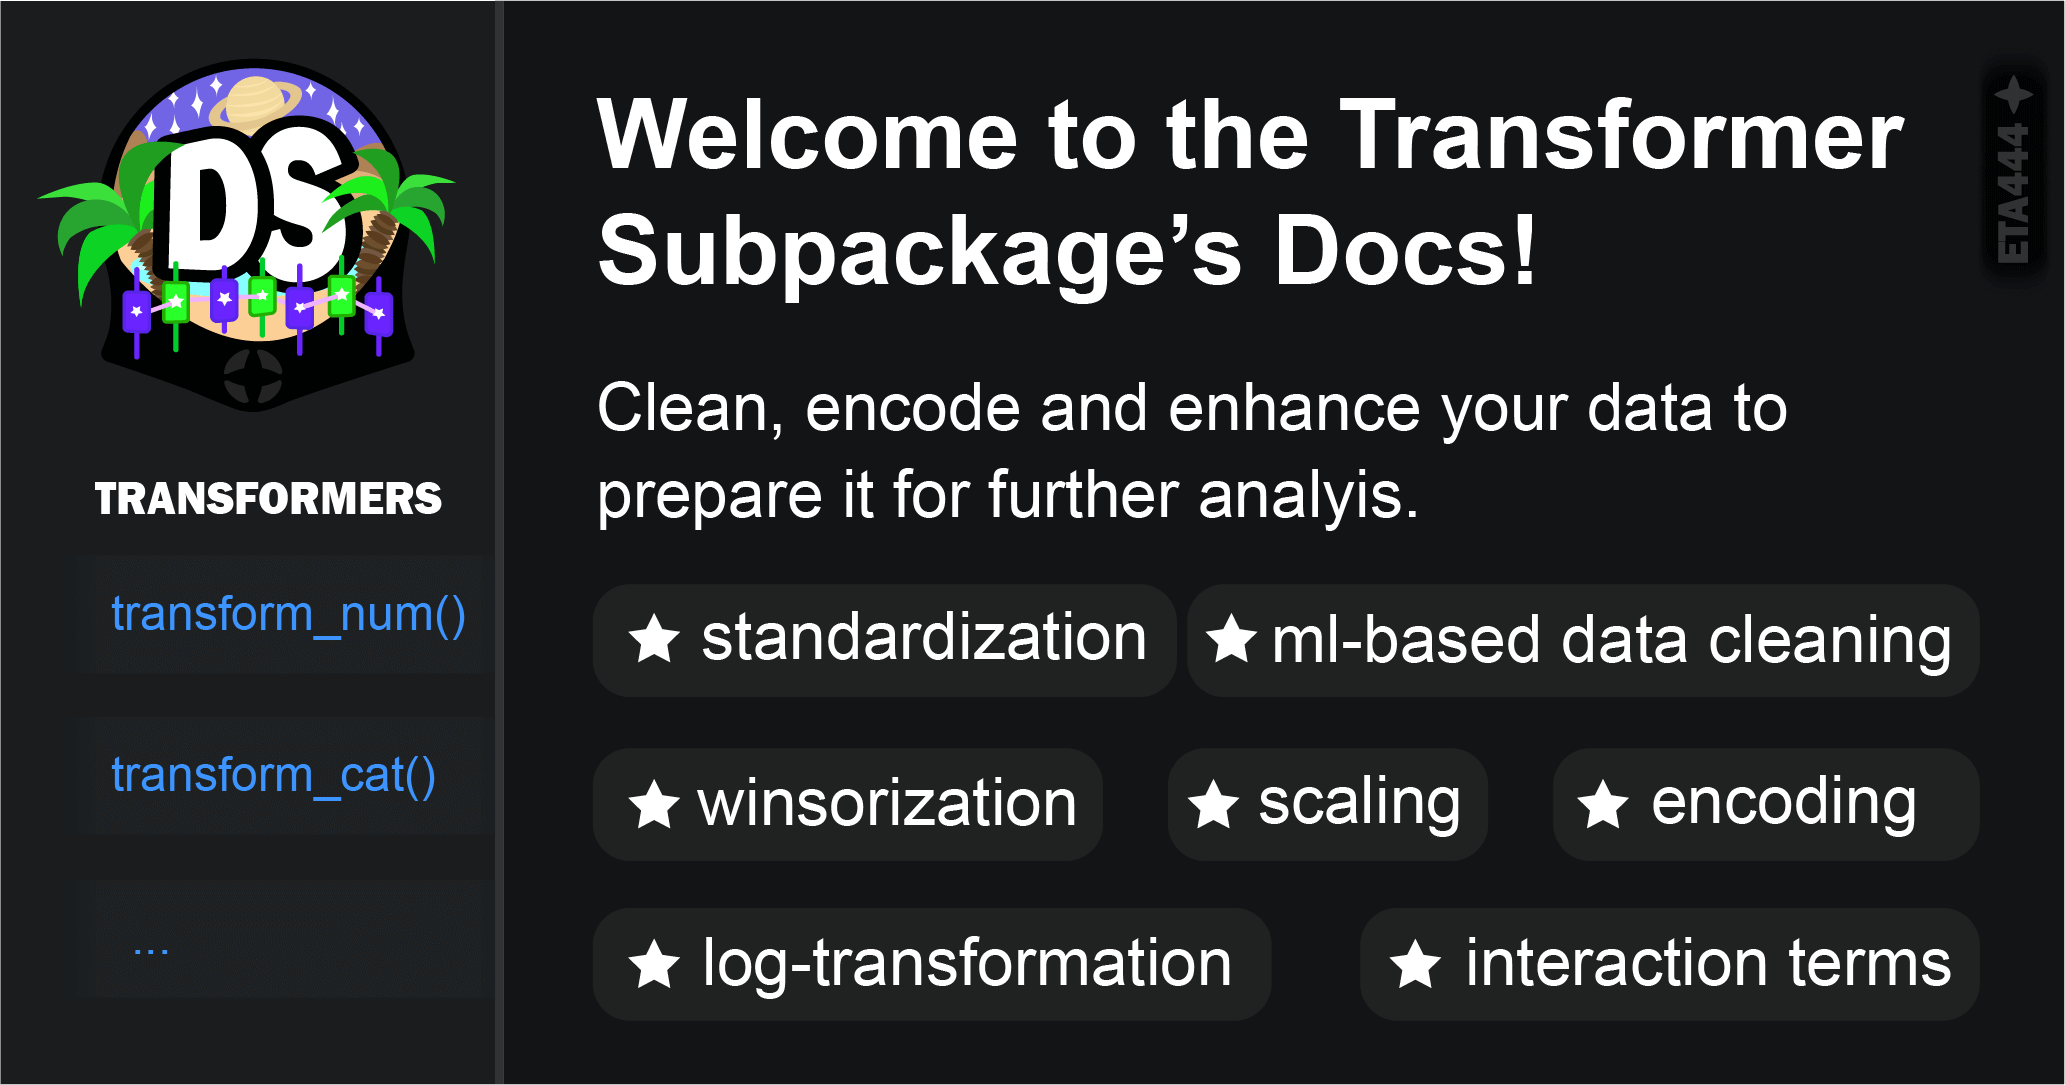 DS
TRANSFORMERS
transform_num()
transform_cat()
...
Welcome to the Transformer
Subpackage’s Docs!
Clean, encode and enhance your data to
prepare it for further analyis.
standardization
ml-based data cleaning
winsorization
scaling
encoding
log-transformation
interaction terms
ETA444